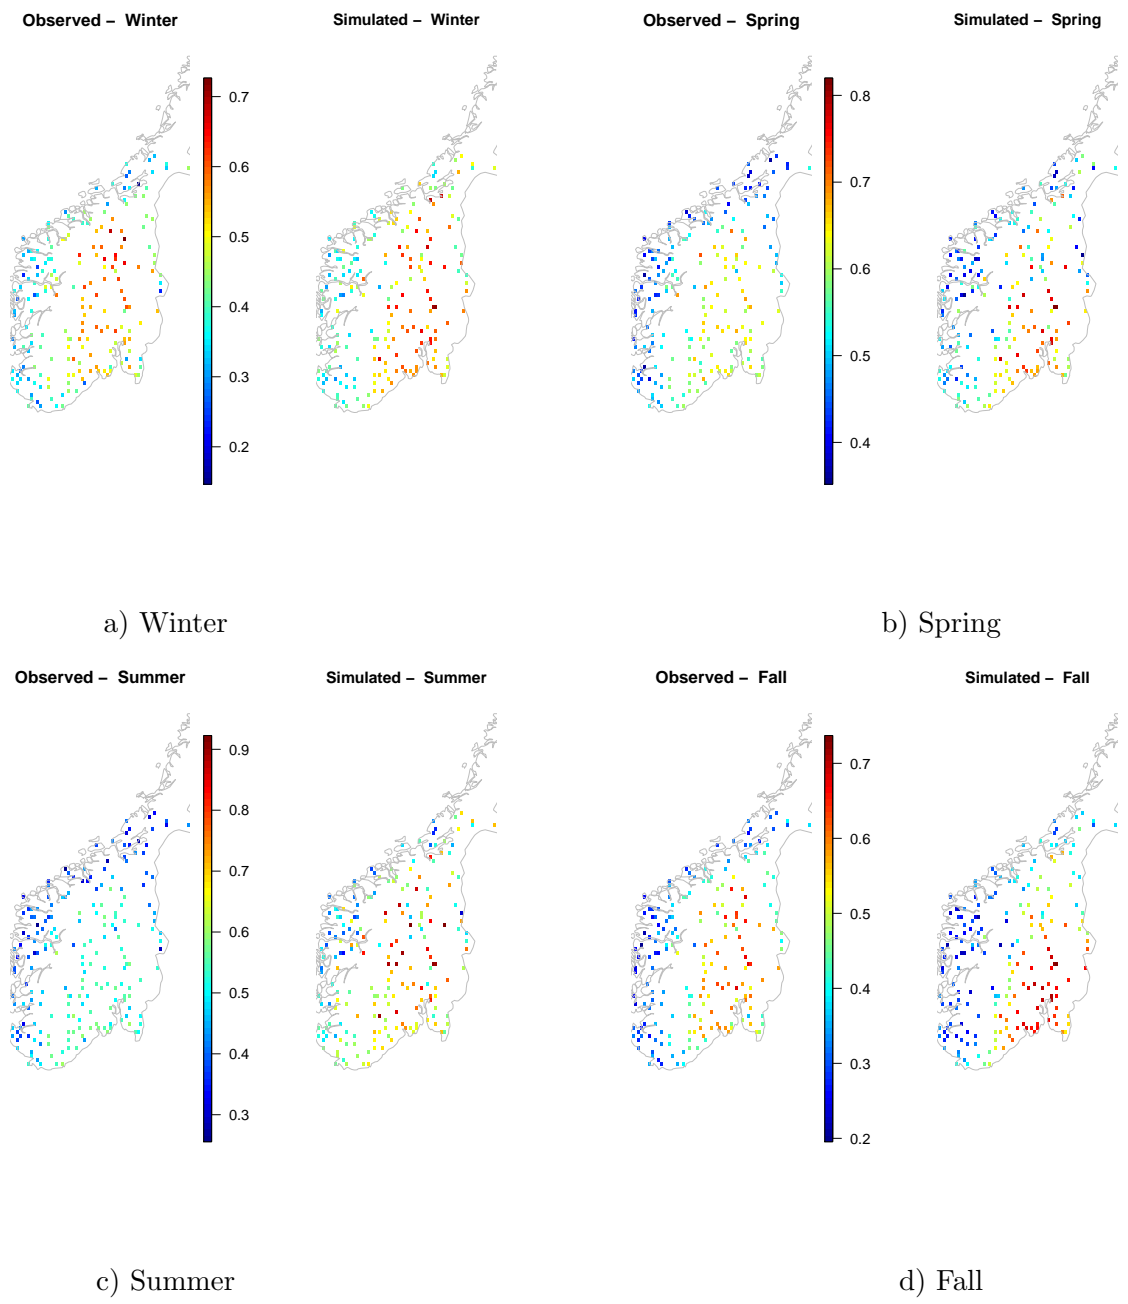 Observed – Winter
Simulated – Winter
Observed – Spring
Simulated – Spring
0.7
0.6
0.5
0.4
0.3
0.2
0.8
0.7
0.6
0.5
0.4
a) Winter
b) Spring
Observed – Summer
Simulated – Summer
Observed – Fall
Simulated – Fall
0.9
0.8
0.7
0.6
0.5
0.4
0.3
0.7
0.6
0.5
0.4
0.3
0.2
c) Summer
d) Fall